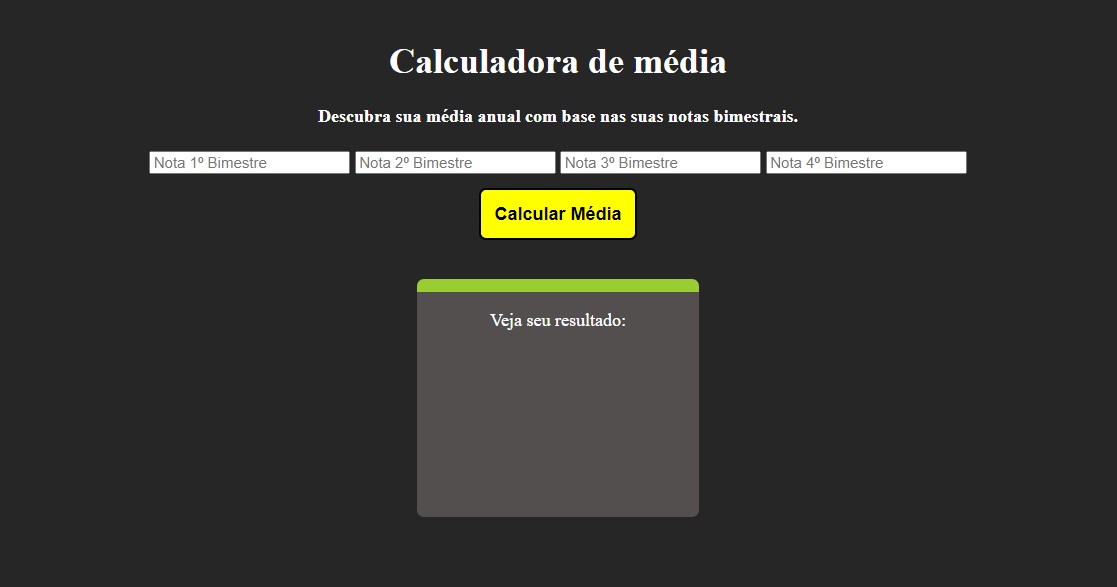 Calculadora de média
Descubra sua média anual com base nas suas notas bimestrais.
Nota 1º Bimestre Nota 2º Bimestre Nota 3º Bimestre Nota 4º Bimestre
Calcular Média
Veja seu resultado: